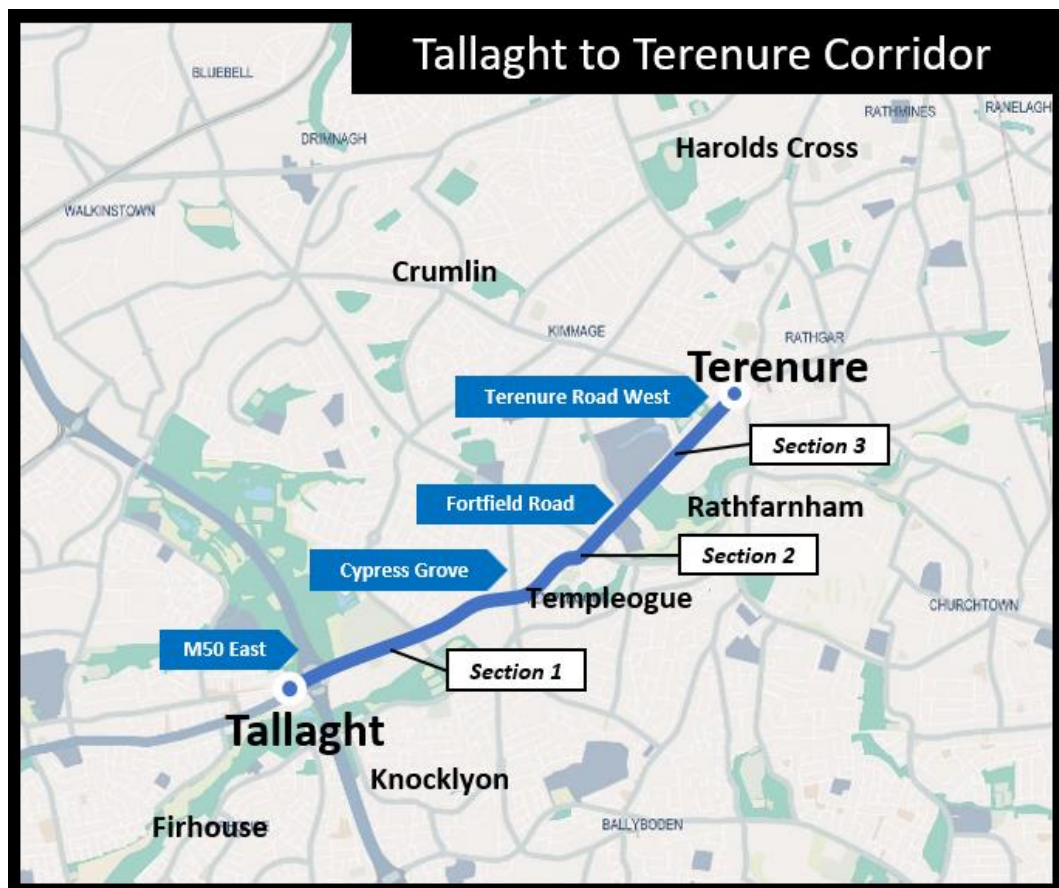 Tallaght to Terenure Corridor
BLUEBELL
RATHMINES
RANELAGH
DRIMNAGH
Harolds Cross
WALKINSTOWN
Crumlin
KIMMAGE
RATHGAR
Terenure
Terenure Road West
Section 3
Fortfield Road
Rathfarnham
Section 2
Cypress Grove
Templeogue
CHURCHTOWN
M50 East
Section 1
Tallaght
Knocklyon
Firhouse
BALLYBODEN